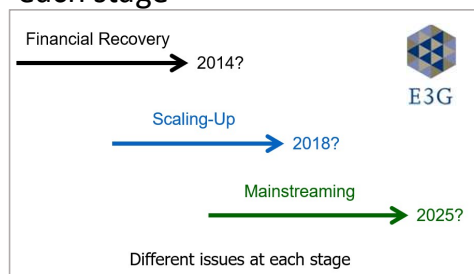 Financial Recovery
2014?
E3G
Scaling-Up
2018?
Mainstreaming
2025?
Different issues at each stage